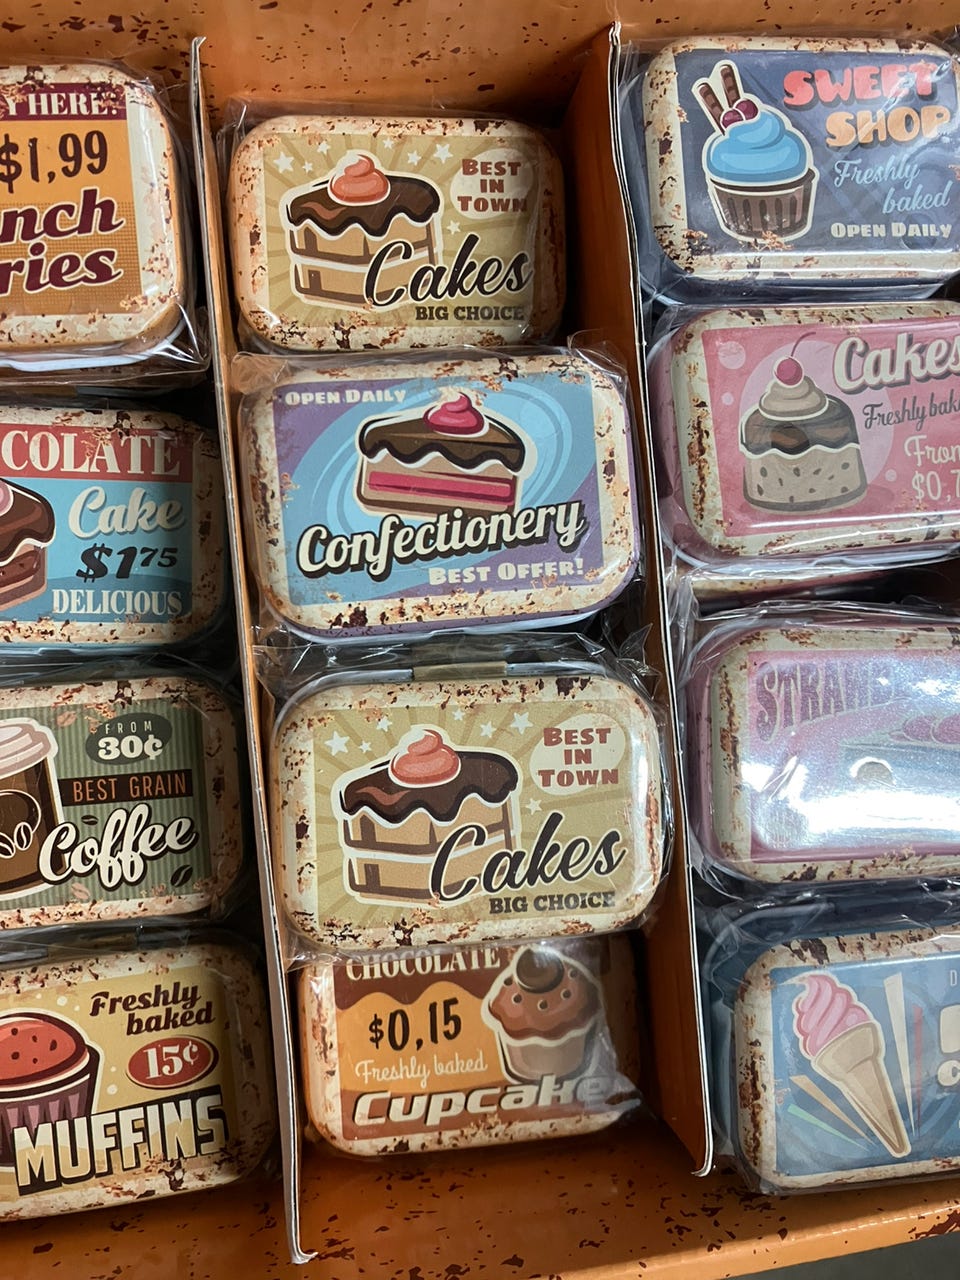 Y HERE!
$1,99
nch
ries
COLATE
Cake
$1 75
DELICIOUS
FROM
30¢
BEST GRAIN
Coffee
Freshly
baked
15¢
MUFFINS
BEST
IN
TOWN
Cakes
BIG CHOICE
OPEN DAILY
Confectionery
BEST OFFER!
BEST
IN
TOWN
Cakes
BIG CHOICE
CHOCOLATE
$0,15
Freshly baked
Cupcake
SWEET
SHOP
Freshly
baked
OPEN DAILY
Cakes
Freshly bak
From
$0,7
STRAWB
D